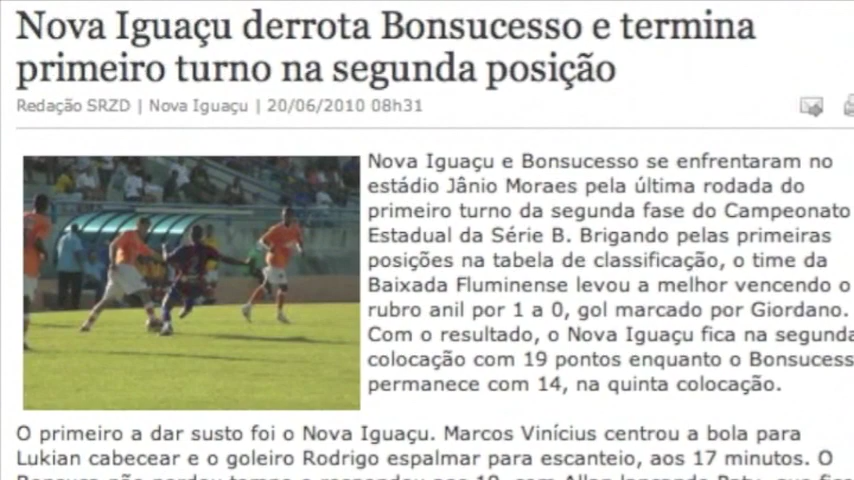 Nova Iguaçu derrota Bonsucesso e termina
primeiro turno na segunda posição
Redação SRZD | Nova Iguaçu | 20/06/2010 08h31
Nova Iguaçu e Bonsucesso se enfrentaram no
estádio Jânio Moraes pela última rodada do
primeiro turno da segunda fase do Campeonato
Estadual da Série B. Brigando pelas primeiras
posições na tabela de classificação, o time da
Baixada Fluminense levou a melhor vencendo o
rubro anil por 1 a 0, gol marcado por Giordano.
Com o resultado, o Nova Iguaçu fica na segunda
colocação com 19 pontos enquanto o Bonsucess
permanece com 14, na quinta colocação.
O primeiro a dar susto foi o Nova Iguaçu. Marcos Vinícius centrou a bola para
Lukian cabecear e o goleiro Rodrigo espalmar para escanteio, aos 17 minutos. O